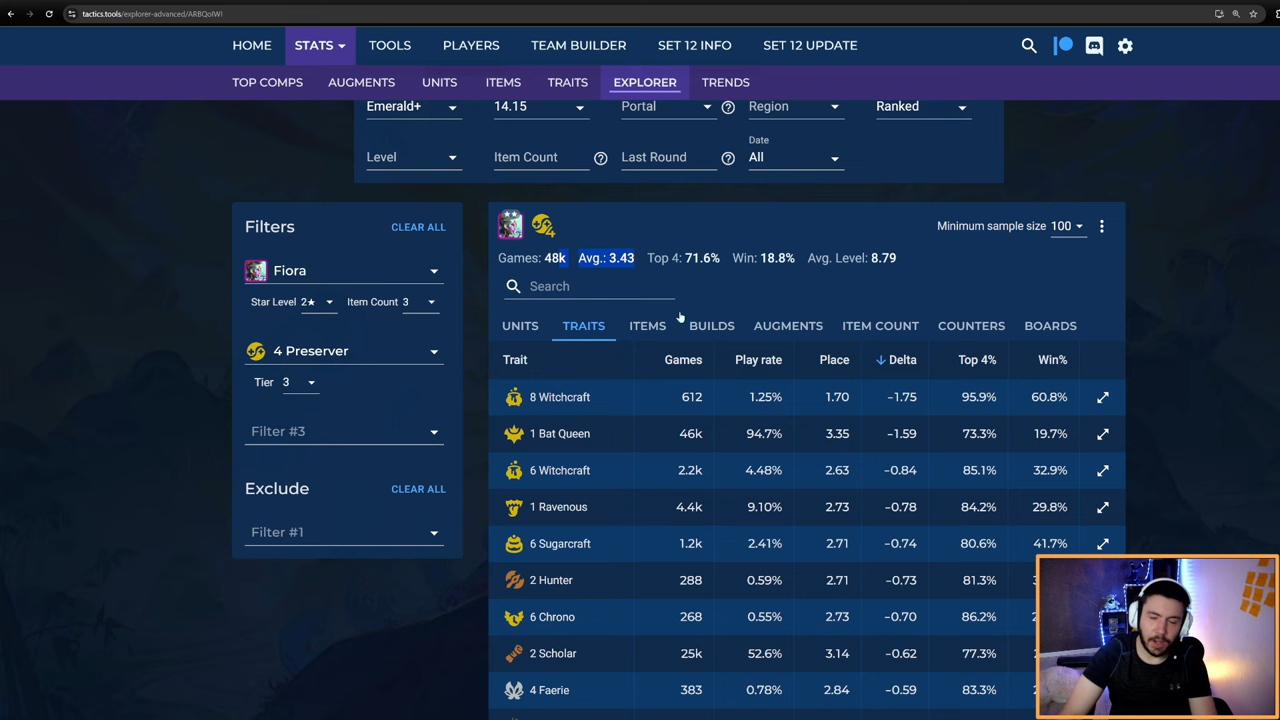 tactics.tools/explorer-advanced/ARBQoIWI
HOME STATS TOOLS PLAYERS TEAM BUILDER SET 12 INFO SET 12 UPDATE
TOP COMPS AUGMENTS UNITS ITEMS TRAITS EXPLORER TRENDS
Emerald+ 14.15 Portal Region Ranked
Date
Level Item Count Last Round All
Filters CLEAR ALL
Fiora
Star Level 2★ Item Count 3
4 Preserver
Tier 3
Filter #3
Exclude CLEAR ALL
Filter #1
4
Minimum sample size 100
Games: 48k Avg.: 3.43 Top 4: 71.6% Win: 18.8% Avg. Level: 8.79
Search
UNITS TRAITS ITEMS BUILDS AUGMENTS ITEM COUNT COUNTERS BOARDS
Trait Games Play rate Place Delta Top 4% Win%
8 Witchcraft 612 1.25% 1.70 -1.75 95.9% 60.8%
1 Bat Queen 46k 94.7% 3.35 -1.59 73.3% 19.7%
6 Witchcraft 2.2k 4.48% 2.63 -0.84 85.1% 32.9%
1 Ravenous 4.4k 9.10% 2.73 -0.78 84.2% 29.8%
6 Sugarcraft 1.2k 2.41% 2.71 -0.74 80.6% 41.7%
2 Hunter 288 0.59% 2.71 -0.73 81.3%
6 Chrono 268 0.55% 2.73 -0.70 86.2%
2 Scholar 25k 52.6% 3.14 -0.62 77.3%
4 Faerie 383 0.78% 2.84 -0.59 83.3%